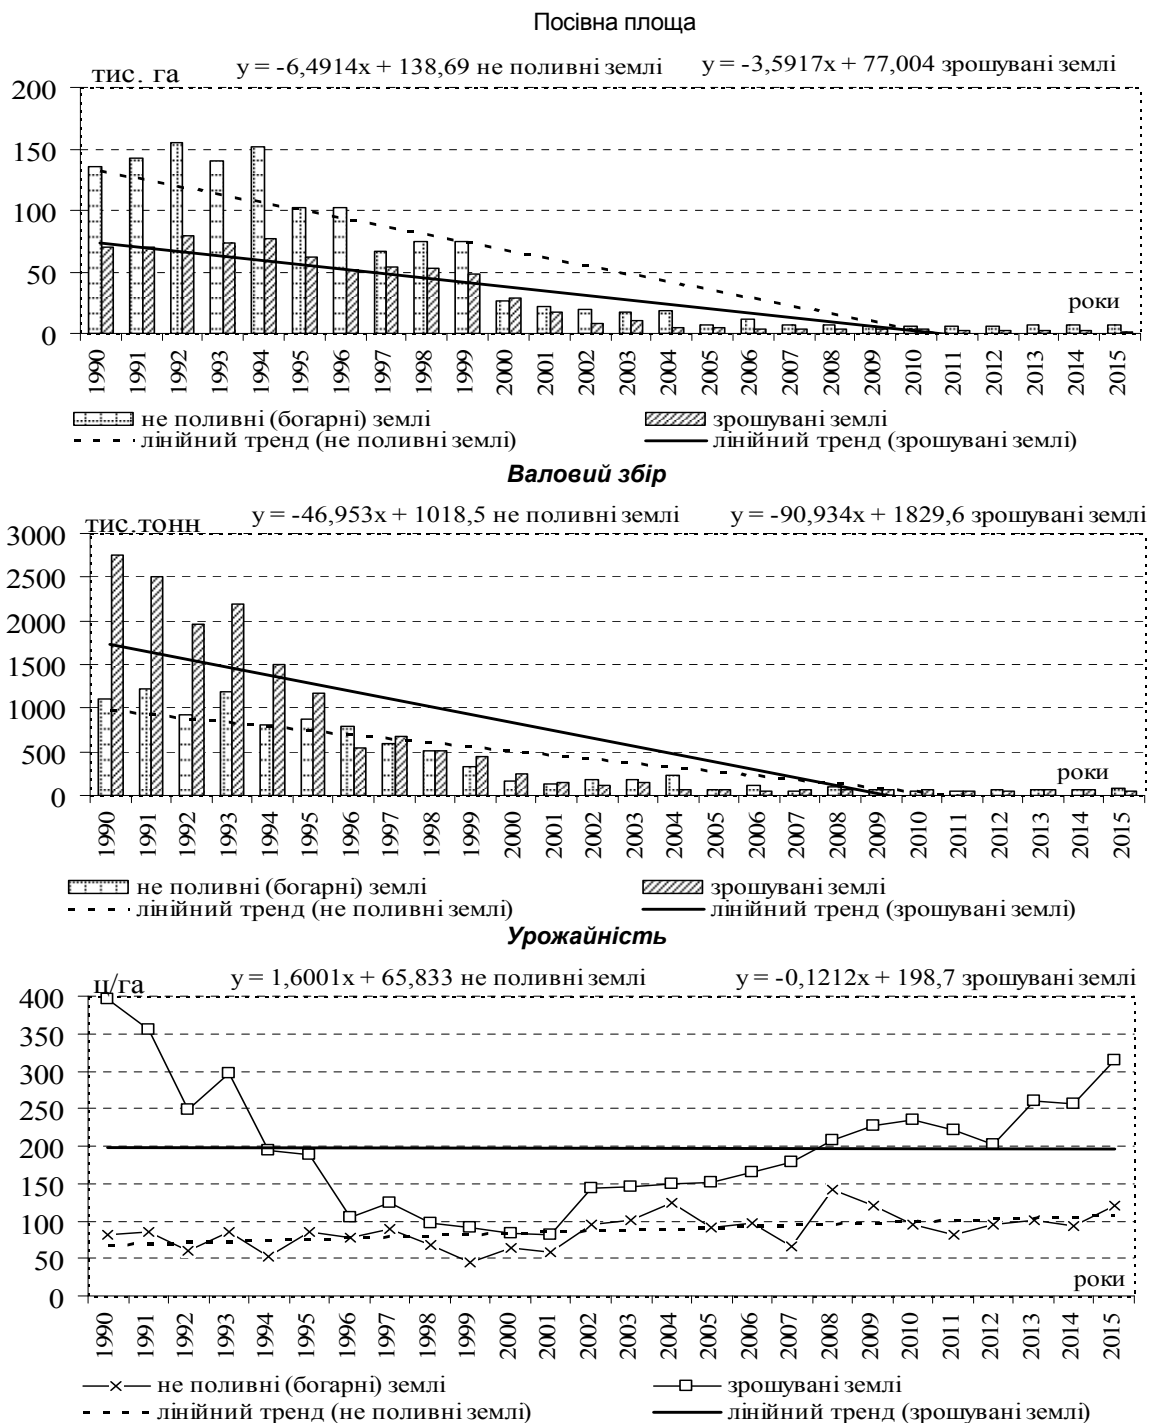 Посівна площа
тис. га y = -6,4914x + 138,69 не поливні землі y = -3,5917x + 77,004 зрошувані землі
200
150
100
50
0
роки
1990 1991 1992 1993 1994 1995 1996 1997 1998 1999 2000 2001 2002 2003 2004 2005 2006 2007 2008 2009 2010 2011 2012 2013 2014 2015
не поливні (богарні) землі зрошувані землі
лінійний тренд (не поливні землі) лінійний тренд (зрошувані землі)
Валовий збір
тис.тонн y = -46,953x + 1018,5 не поливні землі y = -90,934x + 1829,6 зрошувані землі
3000
2500
2000
1500
1000
500
0
роки
1990 1991 1992 1993 1994 1995 1996 1997 1998 1999 2000 2001 2002 2003 2004 2005 2006 2007 2008 2009 2010 2011 2012 2013 2014 2015
не поливні (богарні) землі зрошувані землі
лінійний тренд (не поливні землі) лінійний тренд (зрошувані землі)
Урожайність
ц/га y = 1,6001x + 65,833 не поливні землі y = -0,1212x + 198,7 зрошувані землі
400
350
300
250
200
150
100
50
0
роки
1990 1991 1992 1993 1994 1995 1996 1997 1998 1999 2000 2001 2002 2003 2004 2005 2006 2007 2008 2009 2010 2011 2012 2013 2014 2015
не поливні (богарні) землі зрошувані землі
лінійний тренд (не поливні землі) лінійний тренд (зрошувані землі)